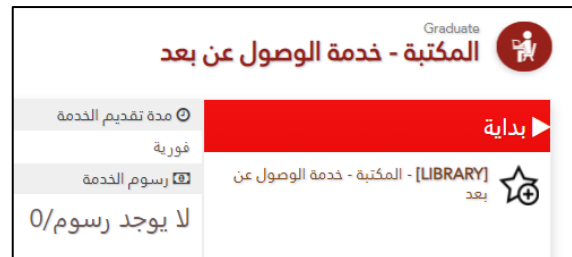 Graduate
المكتبة - خدمة الوصول عن بعد
بداية
[LIBRARY] - المكتبة - خدمة الوصول عن
بعد
مدة تقديم الخدمة
فورية
رسوم الخدمة
لا يوجد رسوم/0